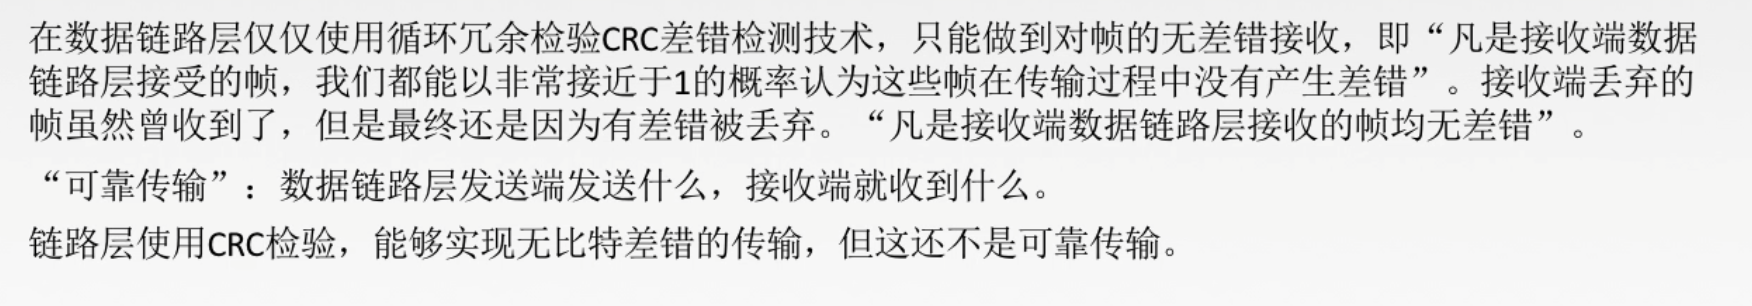 在数据链路层仅仅使用循环冗余检验CRC差错检测技术，只能做到对帧的无差错接收，即“凡是接收端数据
链路层接受的帧，我们都能以非常接近于1的概率认为这些帧在传输过程中没有产生差错”。接收端丢弃的
帧虽然曾收到了，但是最终还是因为有差错被丢弃。“凡是接收端数据链路层接收的帧均无差错”。
“可靠传输”：数据链路层发送端发送什么，接收端就收到什么。
链路层使用CRC检验，能够实现无比特差错的传输，但这还不是可靠传输。